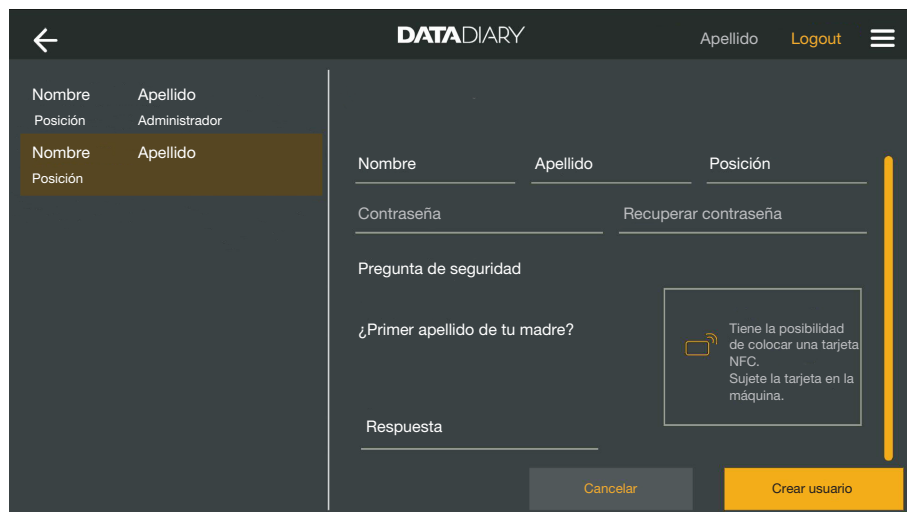 DATADIARY Apellido Logout
Nombre Apellido
Posición Administrador
Nombre Apellido
Posición
Nombre Apellido Posición
Contraseña Recuperar contraseña
Pregunta de seguridad
¿Primer apellido de tu madre?
Tiene la posibilidad
de colocar una tarjeta
NFC.
Sujete la tarjeta en la
máquina.
Respuesta
Cancelar Crear usuario